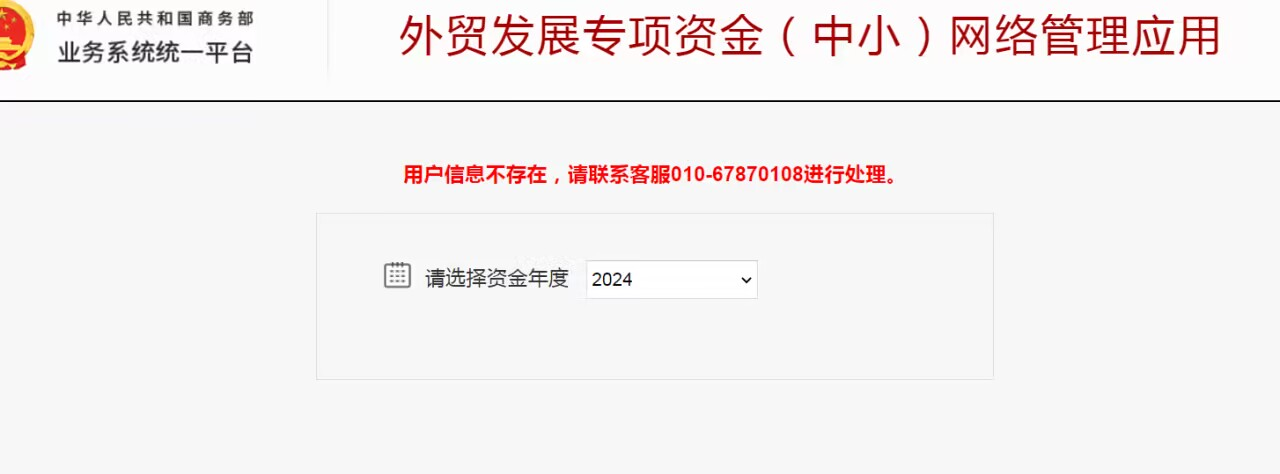 中华人民共和国商务部
业务系统统一平台
外贸发展专项资金（中小）网络管理应用
用户信息不存在，请联系客服010-67870108进行处理。
请选择资金年度 2024